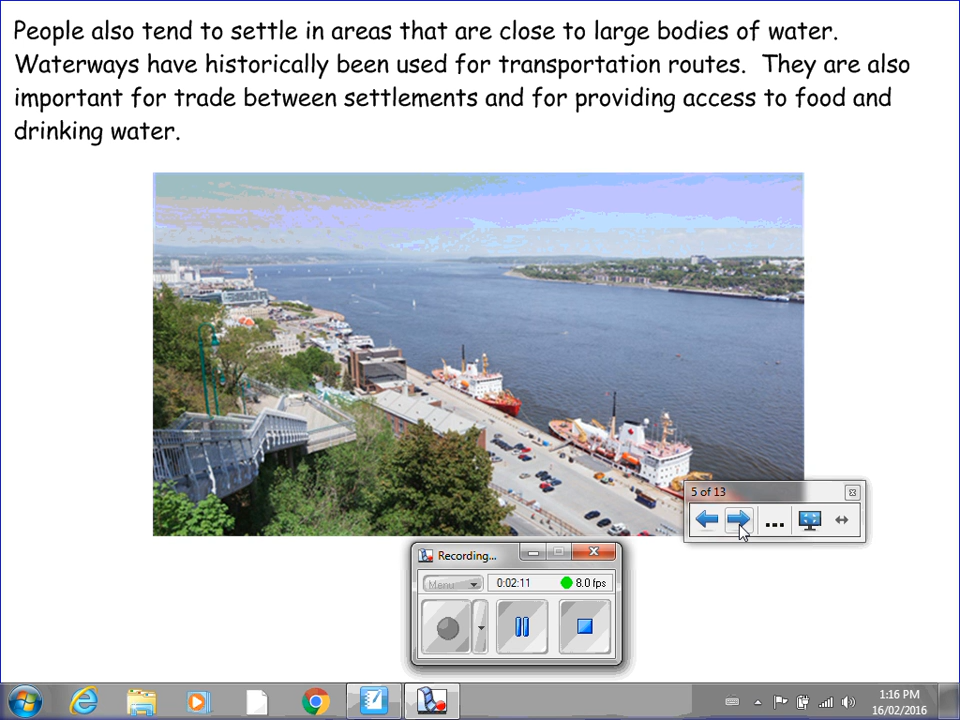 People also tend to settle in areas that are close to large bodies of water.
Waterways have historically been used for transportation routes.  They are also
important for trade between settlements and for providing access to food and
drinking water.
5 of 13
...
Recording...
Menu
0:02:11
8.0 fps
1:16 PM
16/02/2016